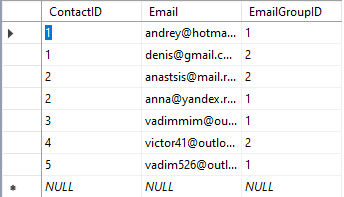 ContactID Email EmailGroupID
1 andrey@hotma... 1
1 denis@gmail.c... 2
2 anastsis@mail.r... 2
2 anna@yandex.r... 1
3 vadimmim@ou... 1
4 victor41@outlo... 2
5 vadim526@outl... 1
NULL NULL NULL